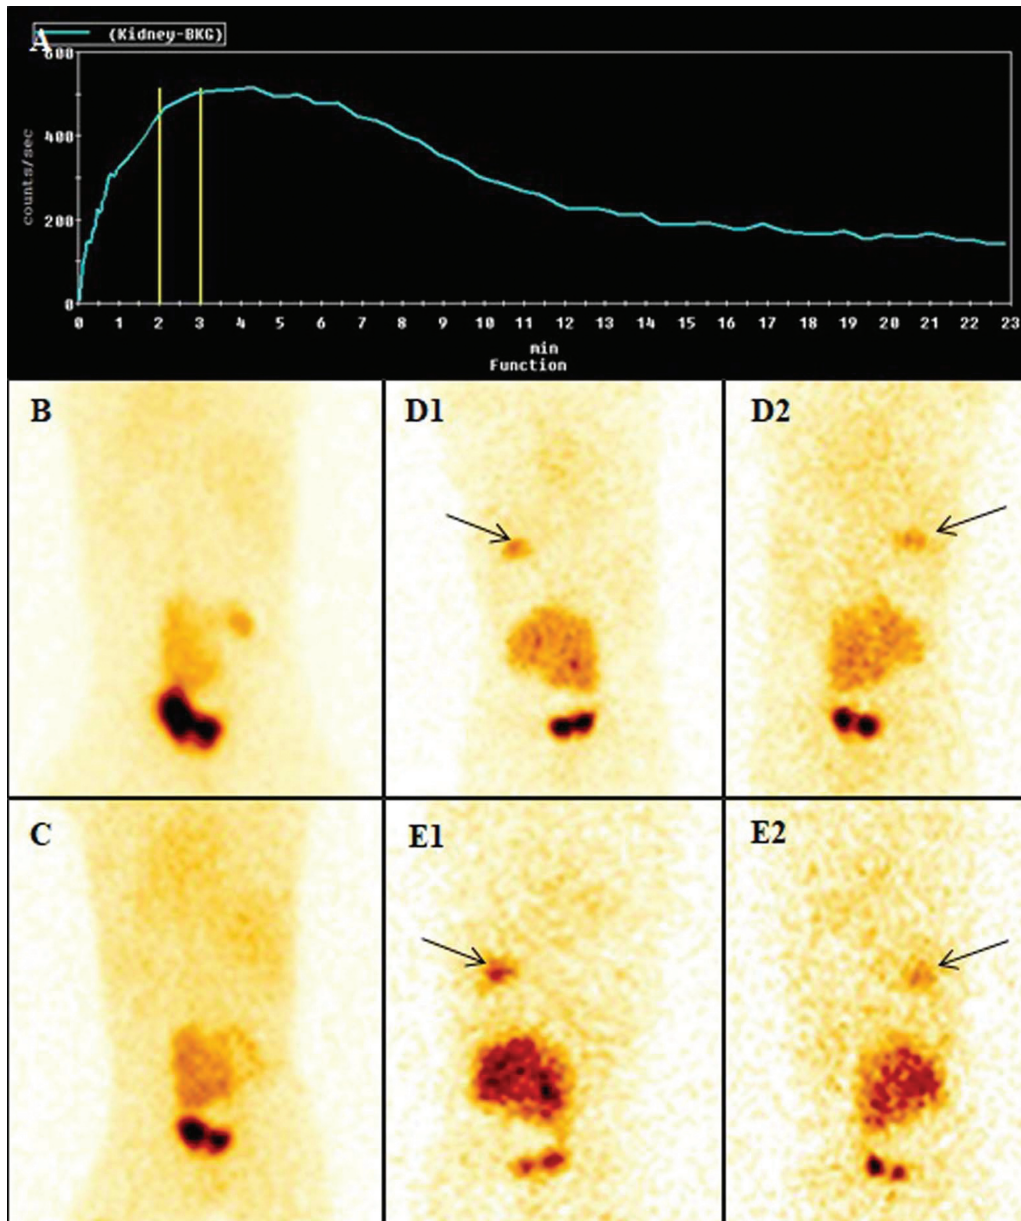 A (Kidney-BKG)
600
400
200
0
counts/sec
0 1 2 3 4 5 6 7 8 9 10 11 12 13 14 15 16 17 18 19 20 21 22 23
min
Function
B D1 D2
C E1 E2